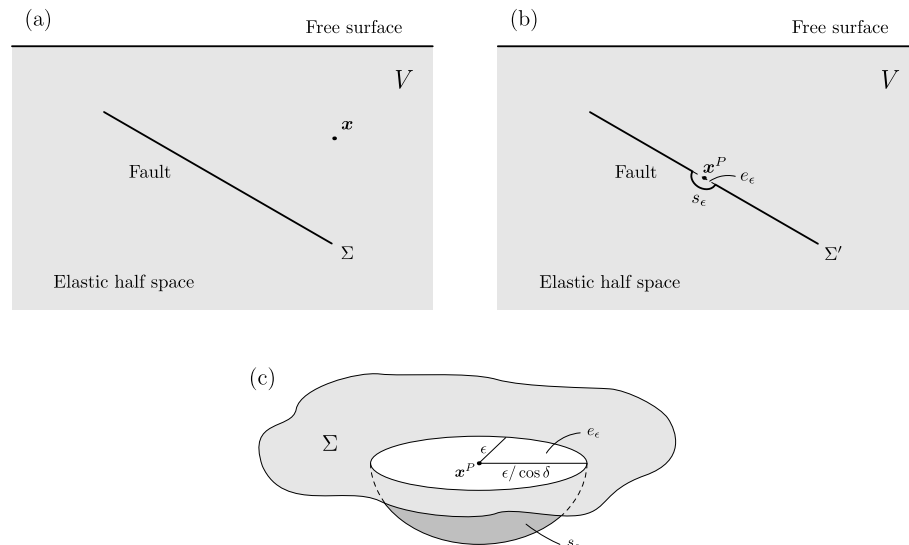 (a)
Free surface
V
x
Fault
Σ
Elastic half space
(b)
Free surface
V
x^P
Fault
e_ϵ
s_ϵ
Σ′
Elastic half space
(c)
Σ
e_ϵ
ϵ
x^P
ϵ/cos δ